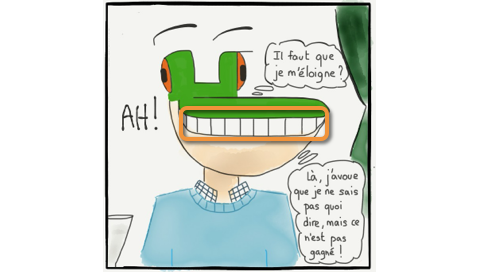 Il faut que
je m'éloigne?
AH!
Là, j'avoue
que je ne sais
pas quoi
dire, mais ce
n'est pas
gagné!